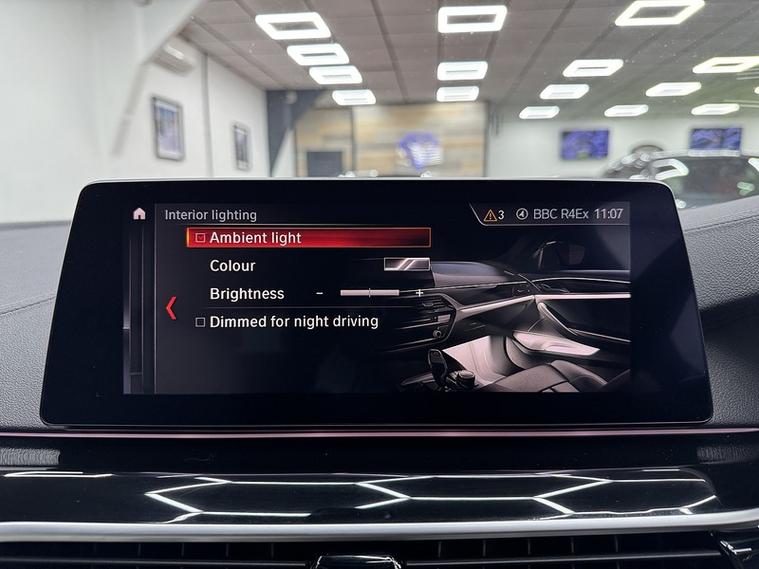 Interior lighting
3 BBC R4Ex 11:07
Ambient light
Colour
Brightness - +
Dimmed for night driving